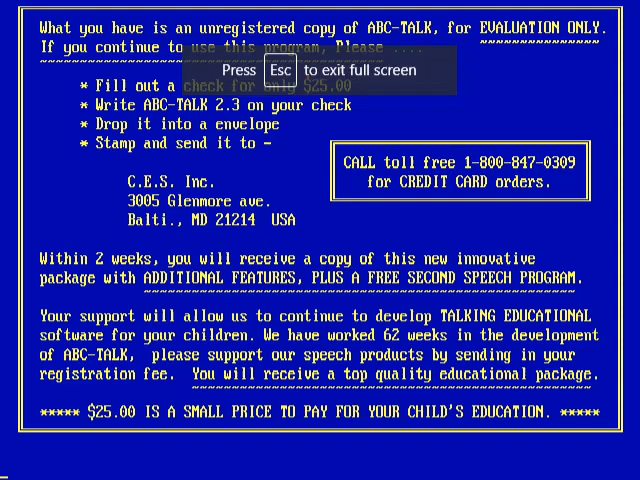 What you have is an unregistered copy of ABC-TALK, for EVALUATION ONLY.
If you continue to use this program, Please ....
Press Esc to exit full screen
* Fill out a check for only $25.00
* Write ABC-TALK 2.3 on your check
* Drop it into a envelope
* Stamp and send it to -
CALL toll free 1-800-847-0309
for CREDIT CARD orders.
C.E.S. Inc.
3005 Glenmore ave.
Balti., MD 21214  USA
Within 2 weeks, you will receive a copy of this new innovative
package with ADDITIONAL FEATURES, PLUS A FREE SECOND SPEECH PROGRAM.
Your support will allow us to continue to develop TALKING EDUCATIONAL
software for your children. We have worked 62 weeks in the development
of ABC-TALK,  please support our speech products by sending in your
registration fee.  You will receive a top quality educational package.
***** $25.00 IS A SMALL PRICE TO PAY FOR YOUR CHILD'S EDUCATION. *****